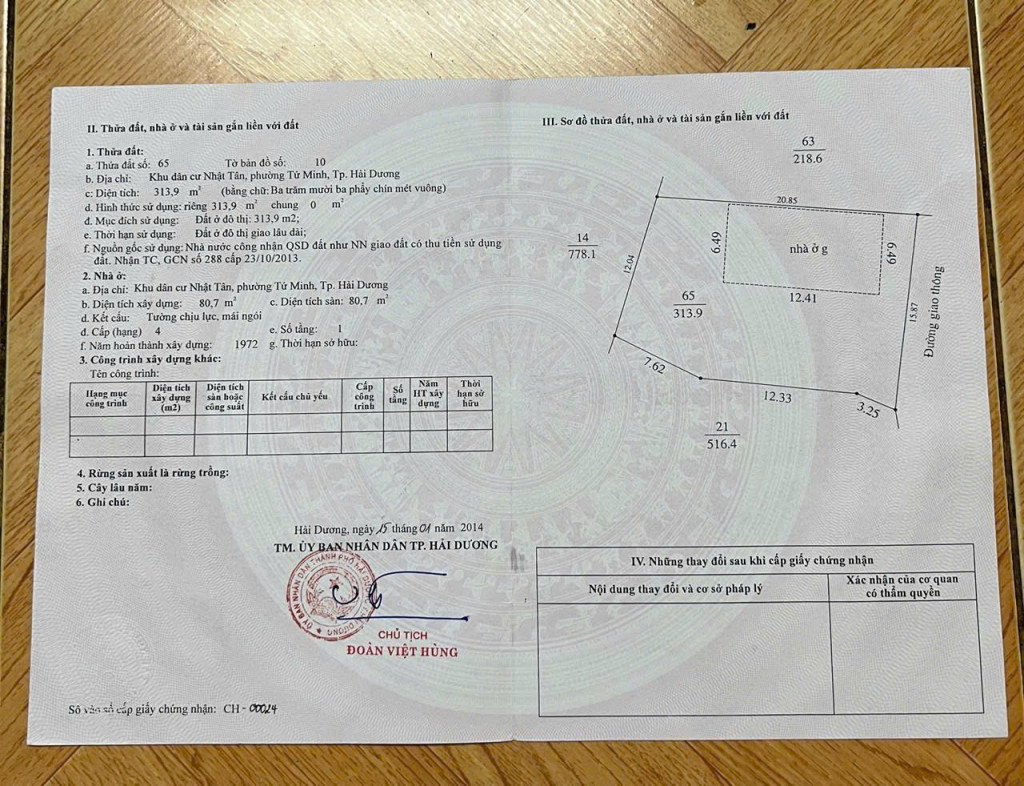 II. Thửa đất, nhà ở và tài sản gắn liền với đất
1. Thửa đất:
a. Thửa đất số: 65 Tờ bản đồ số: 10
b. Địa chỉ: Khu dân cư Nhật Tân, phường Tứ Minh, Tp. Hải Dương
c: Diện tích: 313,9 m² (bằng chữ: Ba trăm mười ba phẩy chín mét vuông)
d. Hình thức sử dụng: riêng 313,9 m² chung 0 m²
đ. Mục đích sử dụng: Đất ở đô thị: 313,9 m2;
e. Thời hạn sử dụng: Đất ở đô thị giao lâu dài;
f. Nguồn gốc sử dụng: Nhà nước công nhận QSD đất như NN giao đất có thu tiền sử dụng
đất. Nhận TC, GCN số 288 cấp 23/10/2013.
2. Nhà ở:
a. Địa chỉ: Khu dân cư Nhật Tân, phường Tứ Minh, Tp. Hải Dương
b. Diện tích xây dựng: 80,7 m² c. Diện tích sàn: 80,7 m²
d. Kết cấu: Tường chịu lực, mái ngói
đ. Cấp (hạng) 4 e. Số tầng: 1
f. Năm hoàn thành xây dựng: 1972 g. Thời hạn sở hữu:
3. Công trình xây dựng khác:
Tên công trình:
Hạng mục công trình
Diện tích xây dựng (m2)
Diện tích sàn hoặc công suất
Kết cấu chủ yếu
Cấp công trình
Số tầng
Năm HT xây dựng
Thời hạn sở hữu
4. Rừng sản xuất là rừng trồng:
5. Cây lâu năm:
6. Ghi chú:
Hải Dương, ngày 15 tháng 01 năm 2014
TM. ỦY BAN NHÂN DÂN TP. HẢI DƯƠNG
CHỦ TỊCH
ĐOÀN VIỆT HÙNG
Số vào sổ cấp giấy chứng nhận: CH - 00024
III. Sơ đồ thửa đất, nhà ở và tài sản gắn liền với đất
63
218.6
20.85
14
778.1
12.04
6.49
nhà ở g
6.49
12.41
65
313.9
15.87
Đường giao thông
7.62
12.33
3.25
21
516.4
IV. Những thay đổi sau khi cấp giấy chứng nhận
Nội dung thay đổi và cơ sở pháp lý
Xác nhận của cơ quan
có thẩm quyền